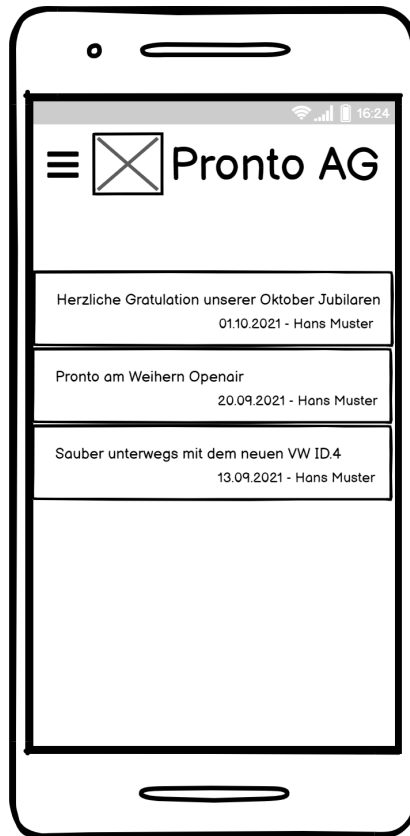 16:24
Pronto AG
Herzliche Gratulation unserer Oktober Jubilaren
01.10.2021 - Hans Muster
Pronto am Weihern Openair
20.09.2021 - Hans Muster
Sauber unterwegs mit dem neuen VW ID.4
13.09.2021 - Hans Muster